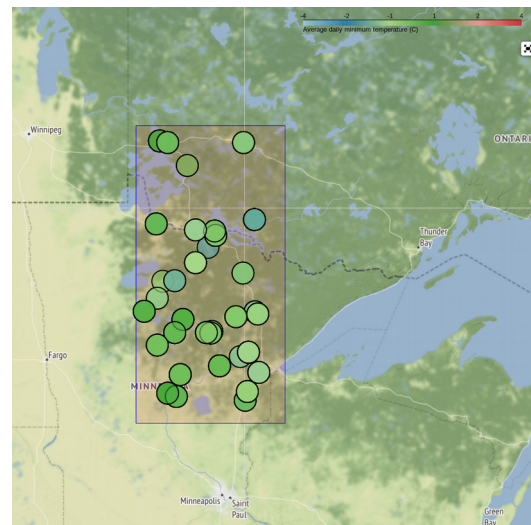 -4 -2 1 1 2 4
Average daily minimum temperature (C)
Winnipeg
ONTARI
Thunder
Bay
Fargo
MINN A
Minneapolis
Saint
Paul
Green
Bay